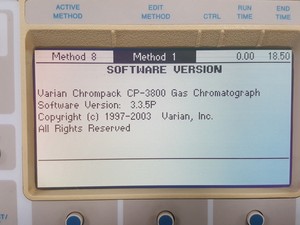 ACTIVE METHOD
EDIT METHOD
CTRL
RUN TIME
END TIME
Method 8 Method 1 0.00 18.50
SOFTWARE VERSION
Varian Chrompack CP-3800 Gas Chromatograph
Software Version: 3.3.5P
Copyright (c) 1997-2003 Varian, Inc.
All Rights Reserved